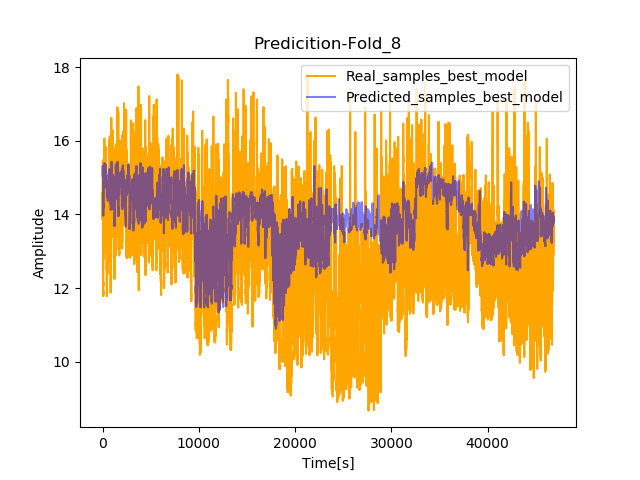 Predicition-Fold_8
Real_samples_best_model
Predicted_samples_best_model
Amplitude
18
16
14
12
10
0
10000
20000
30000
40000
Time[s]